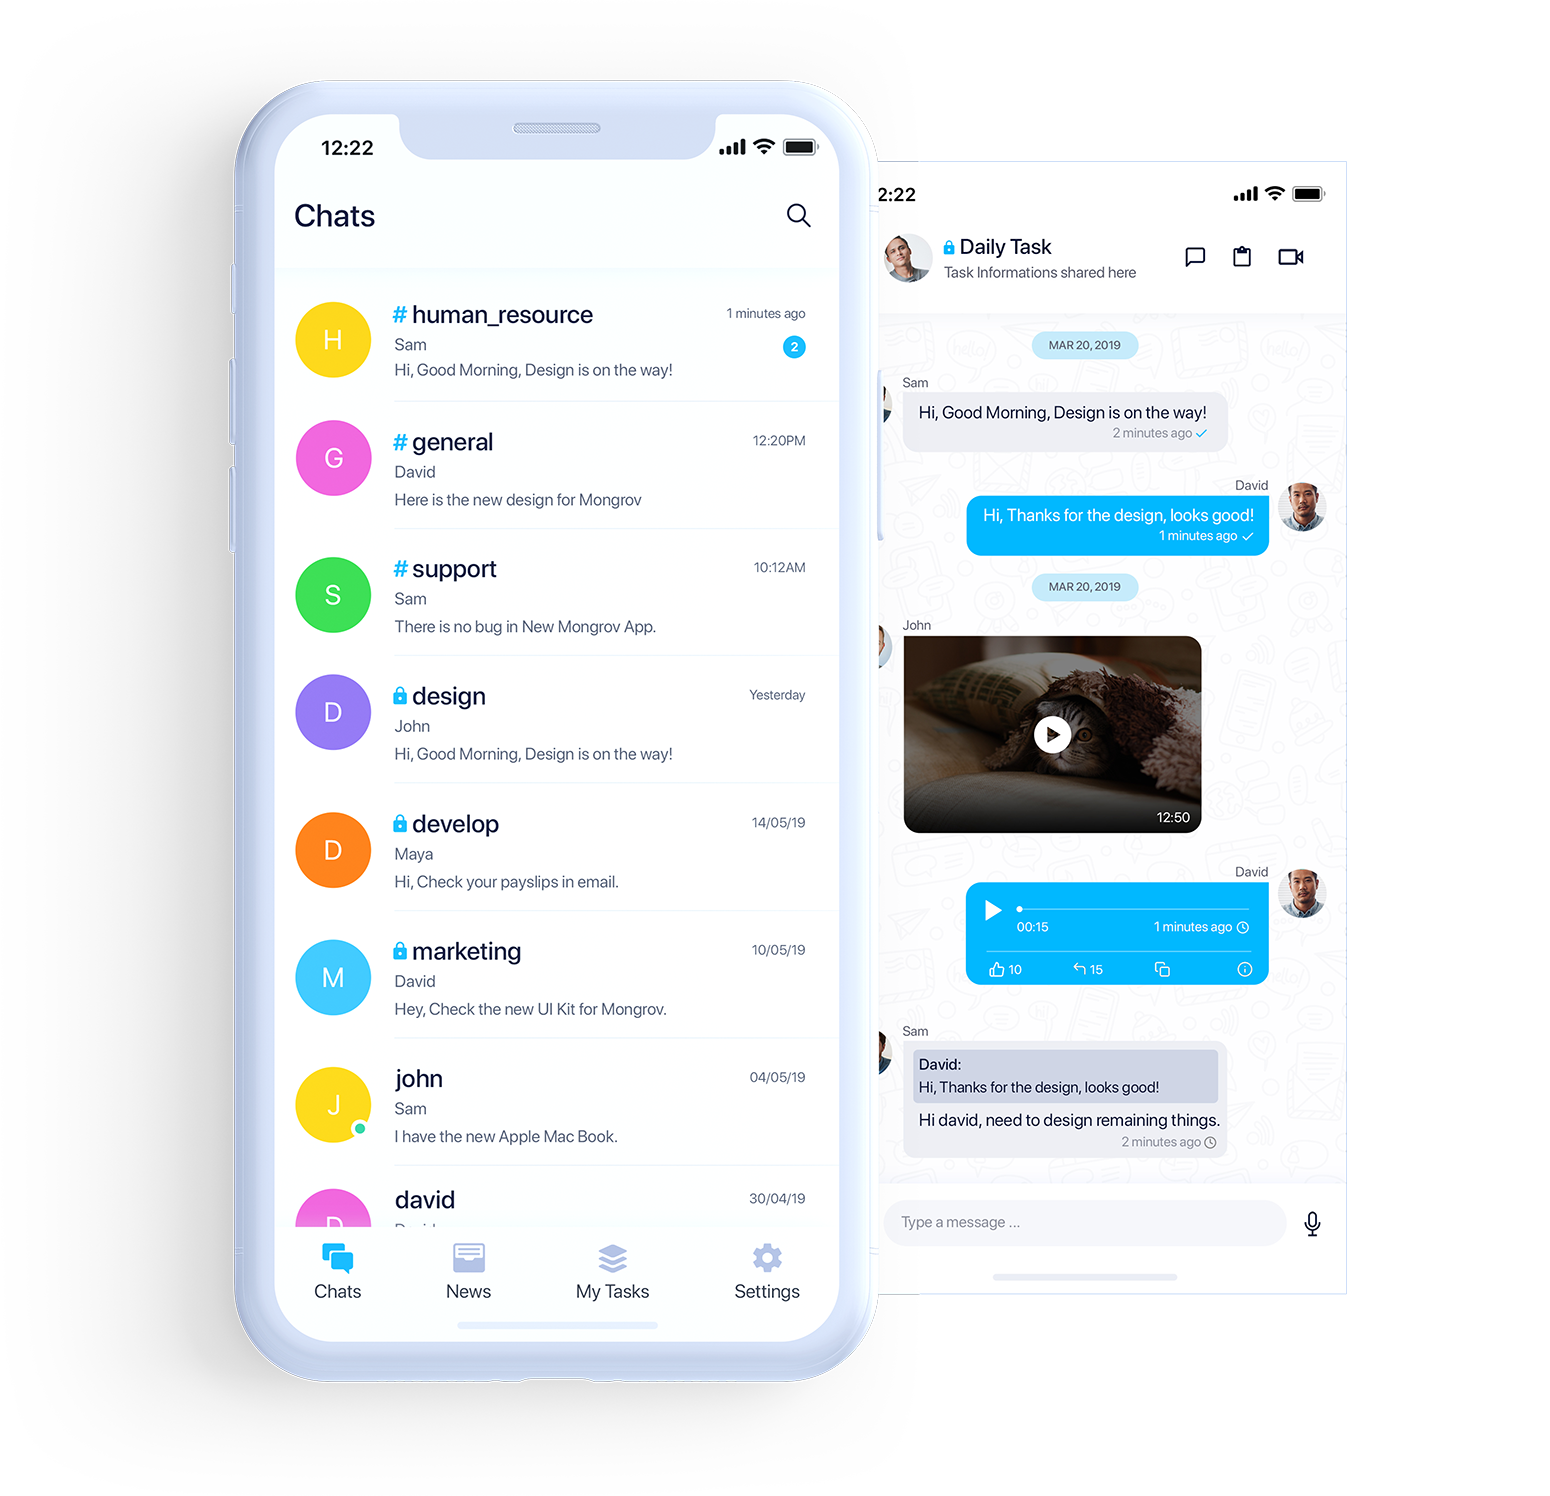 12:22
Chats
H
#human_resource
1 minutes ago
Sam
2
Hi, Good Morning, Design is on the way!
G
#general
12:20PM
David
Here is the new design for Mongrov
S
#support
10:12AM
Sam
There is no bug in New Mongrov App.
D
design
Yesterday
John
Hi, Good Morning, Design is on the way!
D
develop
14/05/19
Maya
Hi, Check your payslips in email.
M
marketing
10/05/19
David
Hey, Check the new UI Kit for Mongrov.
J
john
04/05/19
Sam
I have the new Apple Mac Book.
D
david
30/04/19
David
Chats
News
My Tasks
Settings
2:22
Daily Task
Task Informations shared here
MAR 20, 2019
Sam
Hi, Good Morning, Design is on the way!
2 minutes ago
David
Hi, Thanks for the design, looks good!
1 minutes ago
MAR 20, 2019
John
12:50
David
00:15
1 minutes ago
10
15
Sam
David:
Hi, Thanks for the design, looks good!
Hi david, need to design remaining things.
2 minutes ago
Type a message ...